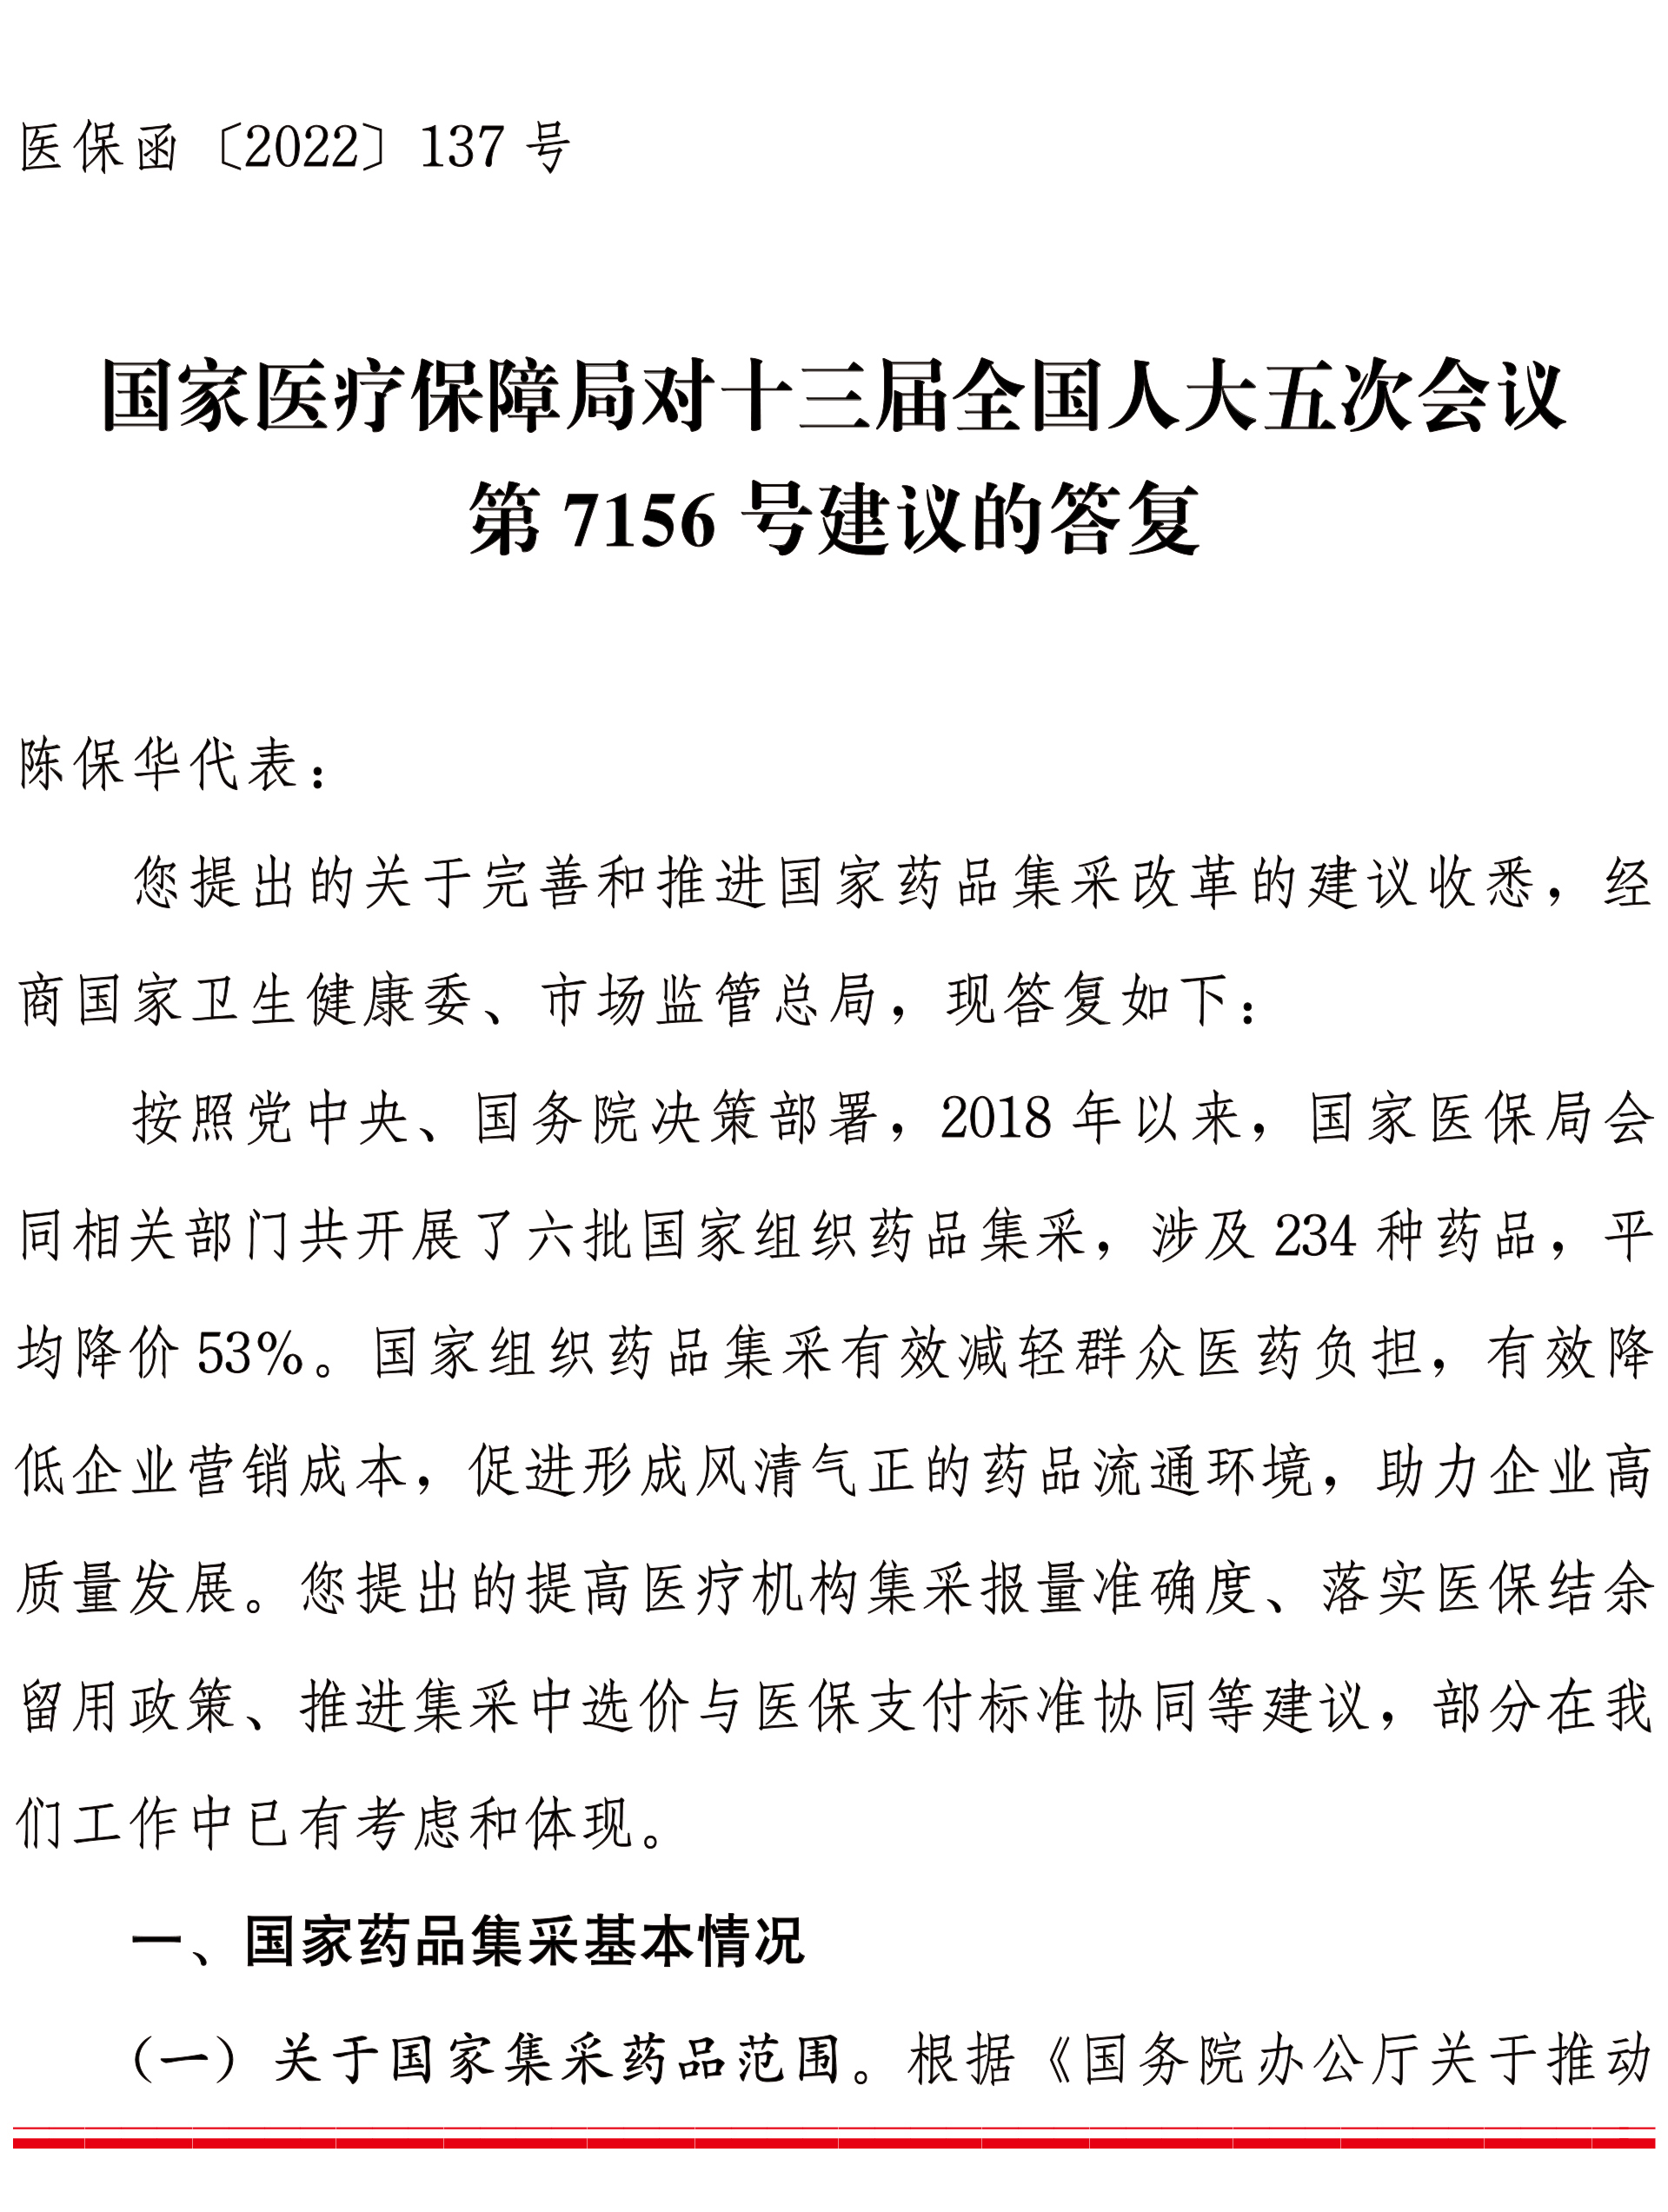 医保函〔2022〕137 号
国家医疗保障局对十三届全国人大五次会议
第 7156 号建议的答复
陈保华代表：
您提出的关于完善和推进国家药品集采改革的建议收悉，经
商国家卫生健康委、市场监管总局，现答复如下：
按照党中央、国务院决策部署，2018 年以来，国家医保局会
同相关部门共开展了六批国家组织药品集采，涉及 234 种药品，平
均降价 53%。国家组织药品集采有效减轻群众医药负担，有效降
低企业营销成本，促进形成风清气正的药品流通环境，助力企业高
质量发展。您提出的提高医疗机构集采报量准确度、落实医保结余
留用政策、推进集采中选价与医保支付标准协同等建议，部分在我
们工作中已有考虑和体现。
一、国家药品集采基本情况
（一）关于国家集采药品范围。根据《国务院办公厅关于推动